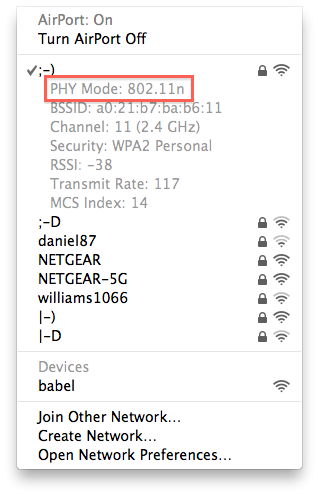 AirPort: On
Turn AirPort Off
;-)
PHY Mode: 802.11n
BSSID: a0:21:b7:ba:b6:11
Channel: 11 (2.4 GHz)
Security: WPA2 Personal
RSSI: -38
Transmit Rate: 117
MCS Index: 14
;-D
daniel87
NETGEAR
NETGEAR-5G
williams1066
|-)
|-D
Devices
babel
Join Other Network...
Create Network...
Open Network Preferences...